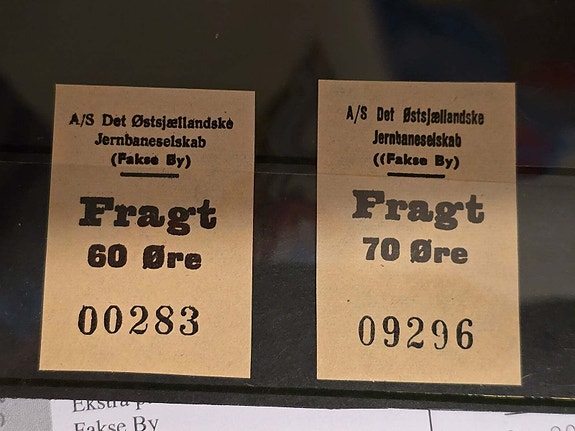 A/S Det Østsjællandske
Jernbaneselskab
(Fakse By)
Fragt
60 Øre
00283
A/S Det Østsjællandske
Jernbaneselskab
((Fakse By)
Fragt
70 Øre
09296
Ekstra
Fakse By